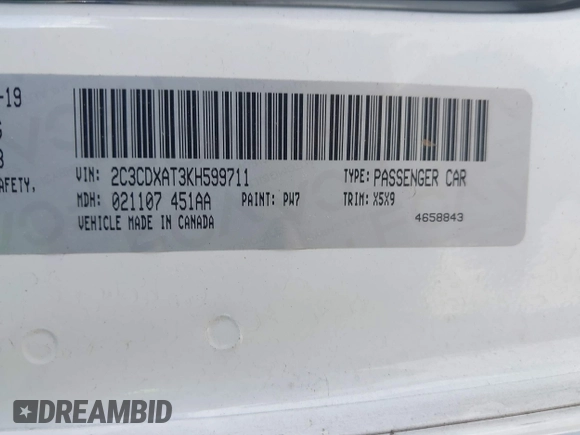 -19
VIN: 2C3CDXAT3KH599711 TYPE: PASSENGER CAR
AFETY,
MDH: 021107 451AA PAINT: PW7 TRIM: X5X9
VEHICLE MADE IN CANADA 4658843
DREAMBID